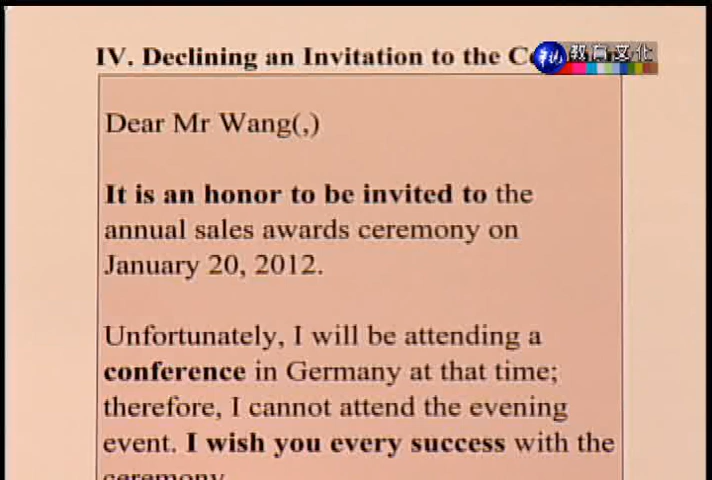 IV. Declining an Invitation to the
教育文化
Dear Mr Wang(,)
It is an honor to be invited to the
annual sales awards ceremony on
January 20, 2012.
Unfortunately, I will be attending a
conference in Germany at that time;
therefore, I cannot attend the evening
event. I wish you every success with the
ceremony.